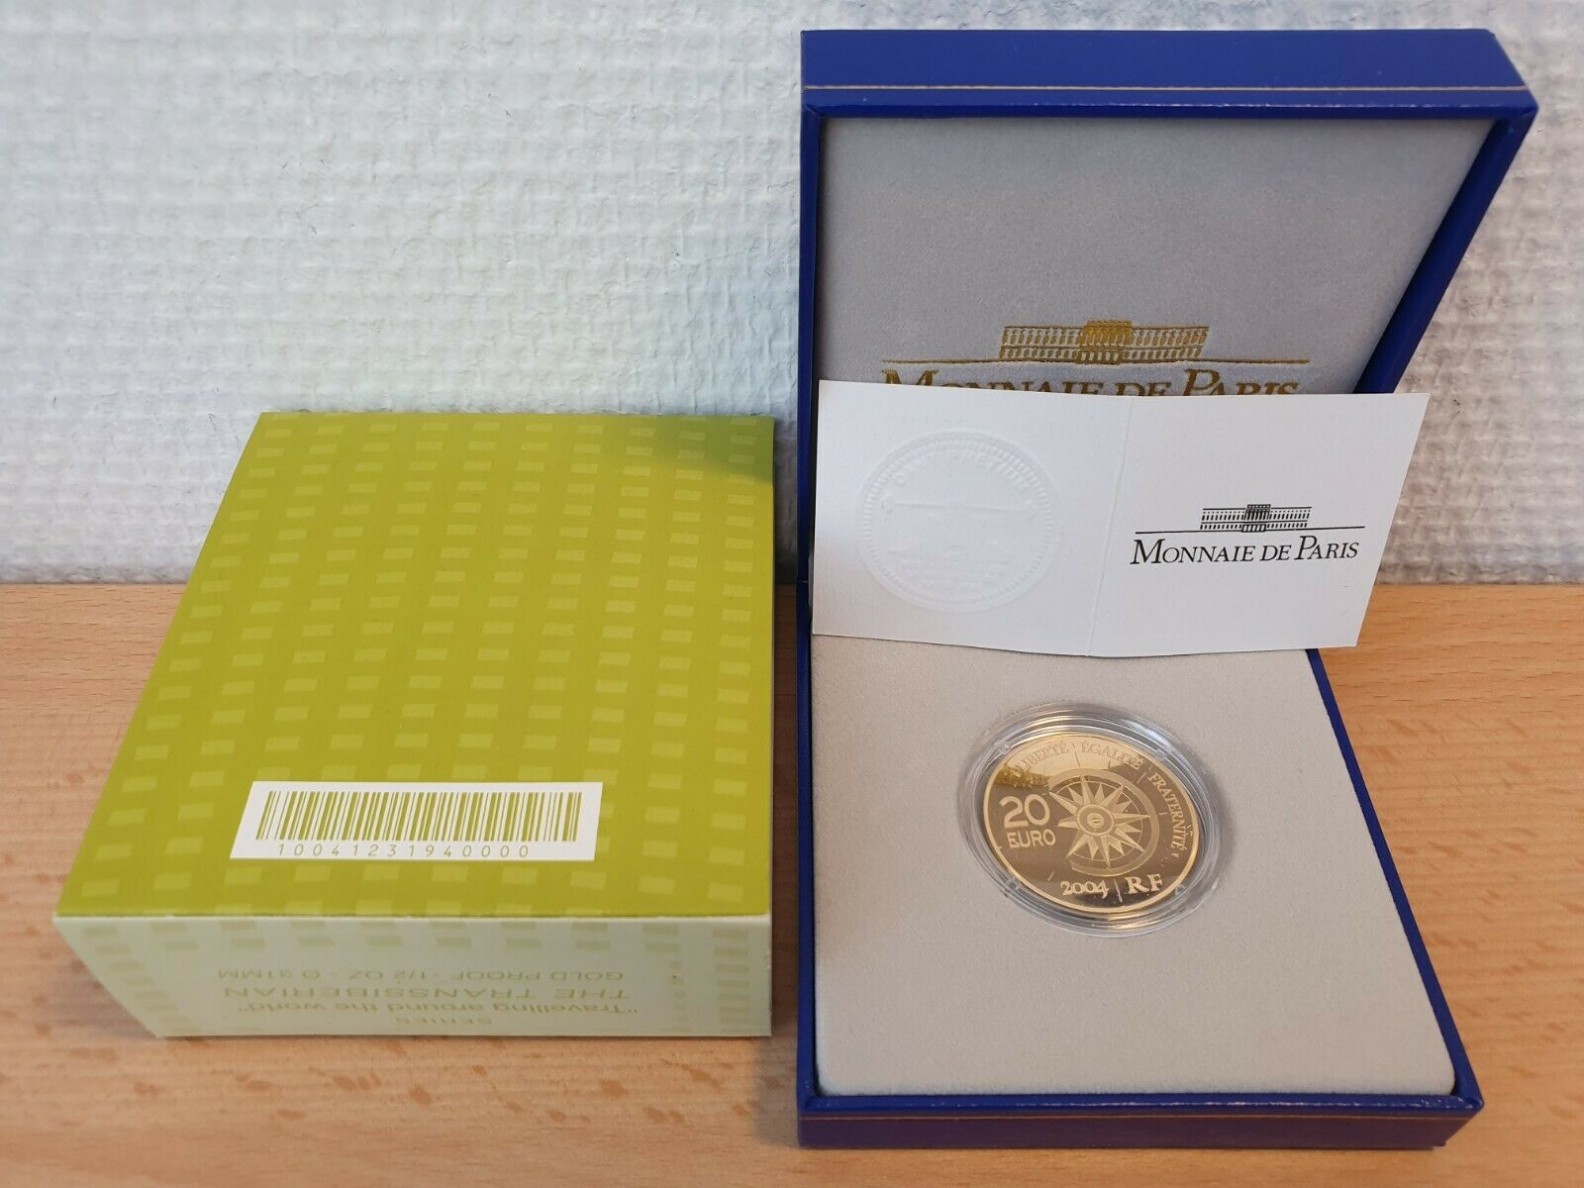 MONNAIE DE PARIS
MONNAIE DE PARIS
LIBERTÉ | ÉGALITÉ | FRATERNITÉ
20
EURO
2004 | RF
10041231940000
SERIES
"Travelling around the world"
THE TRANSSIBERIAN
GOLD PROOF - 1/2 OZ - Ø 31MM